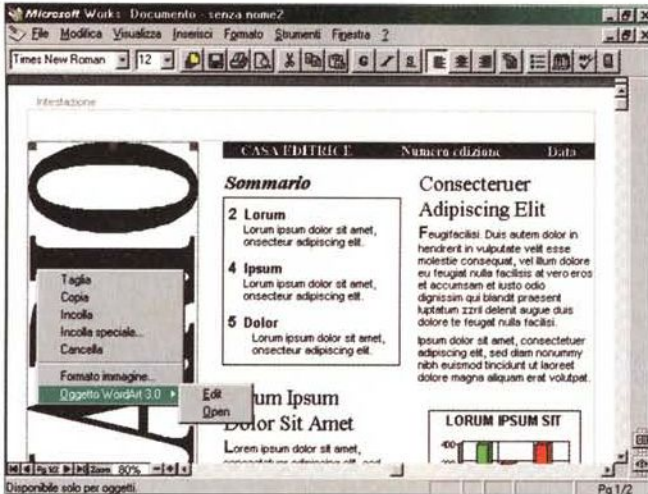 Microsoft Works - Documento - senza nome2
File Modifica Visualizza Inserisci Formato Strumenti Finestra ?
Times New Roman 12 G / S
Intestazione
CASA EDITRICE Numero edizione Data
Sommario
2 Lorum
Lorum ipsum dolor sit amet,
onsecteur adipiscing elit.
4 Ipsum
Lorum ipsum dolor sit amet,
onsecteur adipiscing elit.
5 Dolor
Lorum ipsum dolor sit amet,
onsecteur adipiscing elit.
um Ipsum
Dolor Sit Amet
Lorem ipsum dolor sit amet,
Consecteruer
Adipiscing Elit
Feugifacilisi. Duis autem dolor in
hendrerit in vulputate velit esse
molestie consequat, vel illum dolore
eu feugiat nulla facilisis at vero eros
et accumsam et iusto odio
dignissim qui blandit praesent
luptatum zzril delenit augue duis
dolore te feugat nulla facilisi.
Ipsum dolor sit amet, consectetuer
adipiscing elit, sed diam nonummy
nibh euismod tincidunt ut laoreet
dolore magna aliquam erat volutpat.
LORUM IPSUM SIT
400
300
Taglia
Copia
Incolla
Incolla speciale...
Cancella
Formato immagine...
Oggetto WordArt 3.0
Edit
Open
Pg 1/2 Zoom 80%
Disponibile solo per oggetti.
Pg 1/2